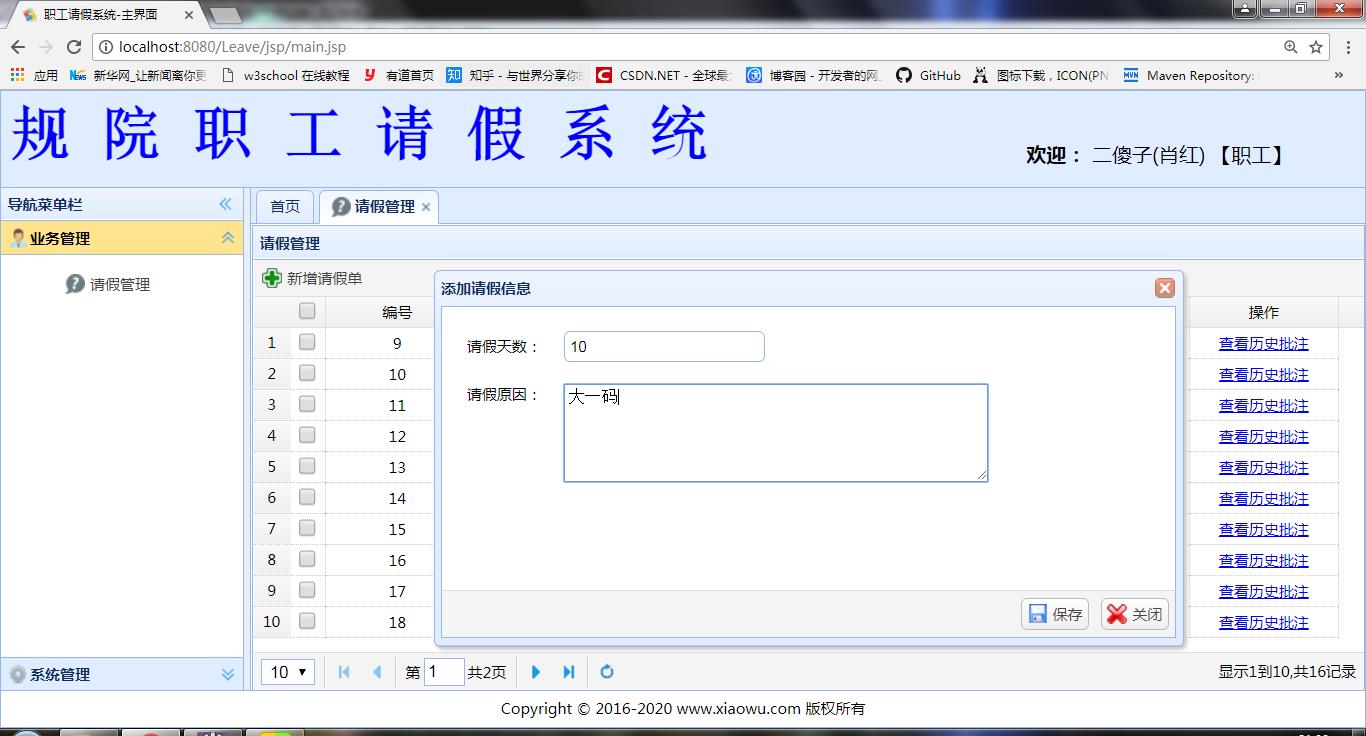 职工请假系统-主界面
localhost:8080/Leave/jsp/main.jsp
应用 新华网_让新闻离你更 w3school 在线教程 有道首页 知乎 - 与世界分享你 CSDN.NET - 全球最 博客园 - 开发者的网 GitHub 图标下载，ICON(PN Maven Repository:
规院职工请假系统
欢迎： 二傻子(肖红) 【职工】
导航菜单栏
业务管理
请假管理
系统管理
首页 请假管理
请假管理
新增请假单
编号 操作
1 9 查看历史批注
2 10 查看历史批注
3 11 查看历史批注
4 12 查看历史批注
5 13 查看历史批注
6 14 查看历史批注
7 15 查看历史批注
8 16 查看历史批注
9 17 查看历史批注
10 18 查看历史批注
添加请假信息
请假天数： 10
请假原因： 大一码
保存 关闭
10 第 1 共2页 显示1到10,共16记录
Copyright © 2016-2020 www.xiaowu.com 版权所有